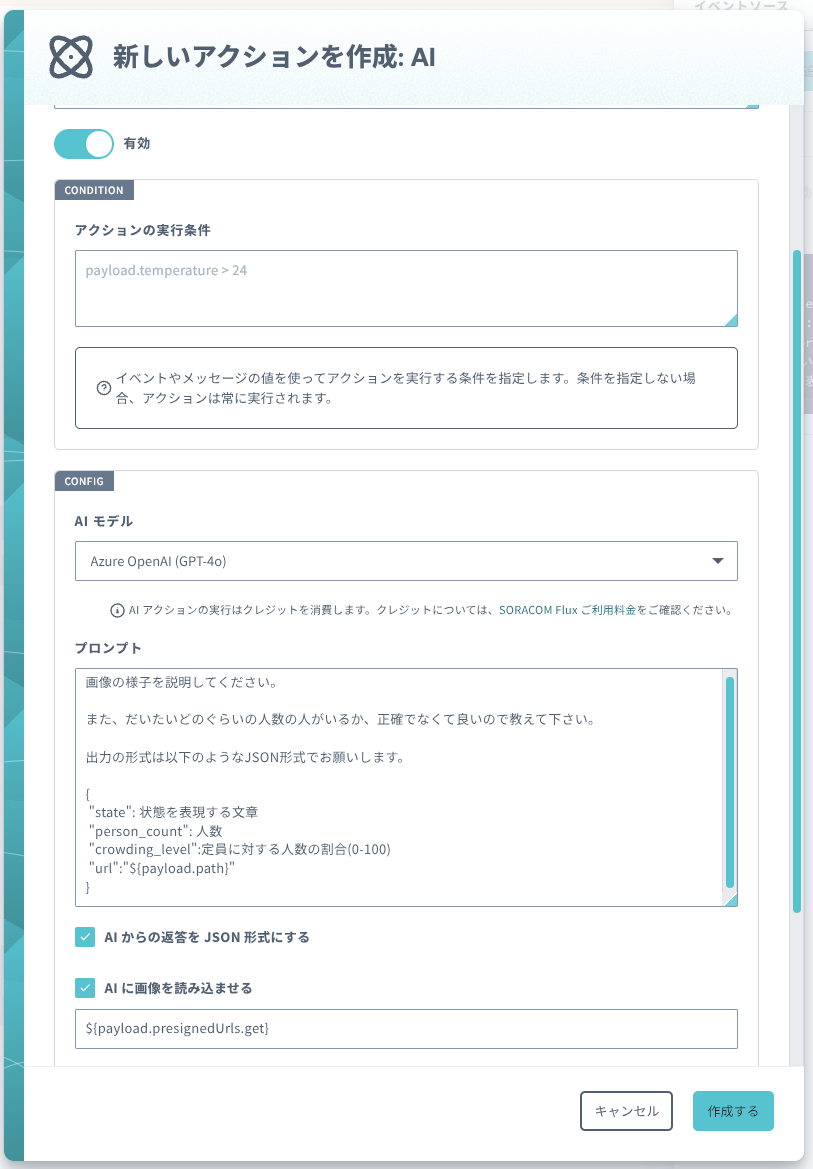 イベントソース
新しいアクションを作成: AI
有効
CONDITION
アクションの実行条件
payload.temperature > 24
イベントやメッセージの値を使ってアクションを実行する条件を指定します。条件を指定しない場
合、アクションは常に実行されます。
CONFIG
AI モデル
Azure OpenAI (GPT-4o)
AI アクションの実行はクレジットを消費します。クレジットについては、SORACOM Flux ご利用料金をご確認ください。
プロンプト
画像の様子を説明してください。
また、だいたいどのぐらいの人数の人がいるか、正確でなくて良いので教えて下さい。
出力の形式は以下のようなJSON形式でお願いします。
{
"state": 状態を表現する文章
"person_count": 人数
"crowding_level":定員に対する人数の割合(0-100)
"url":"${payload.path}"
}
AI からの返答を JSON 形式にする
AI に画像を読み込ませる
${payload.presignedUrls.get}
キャンセル
作成する